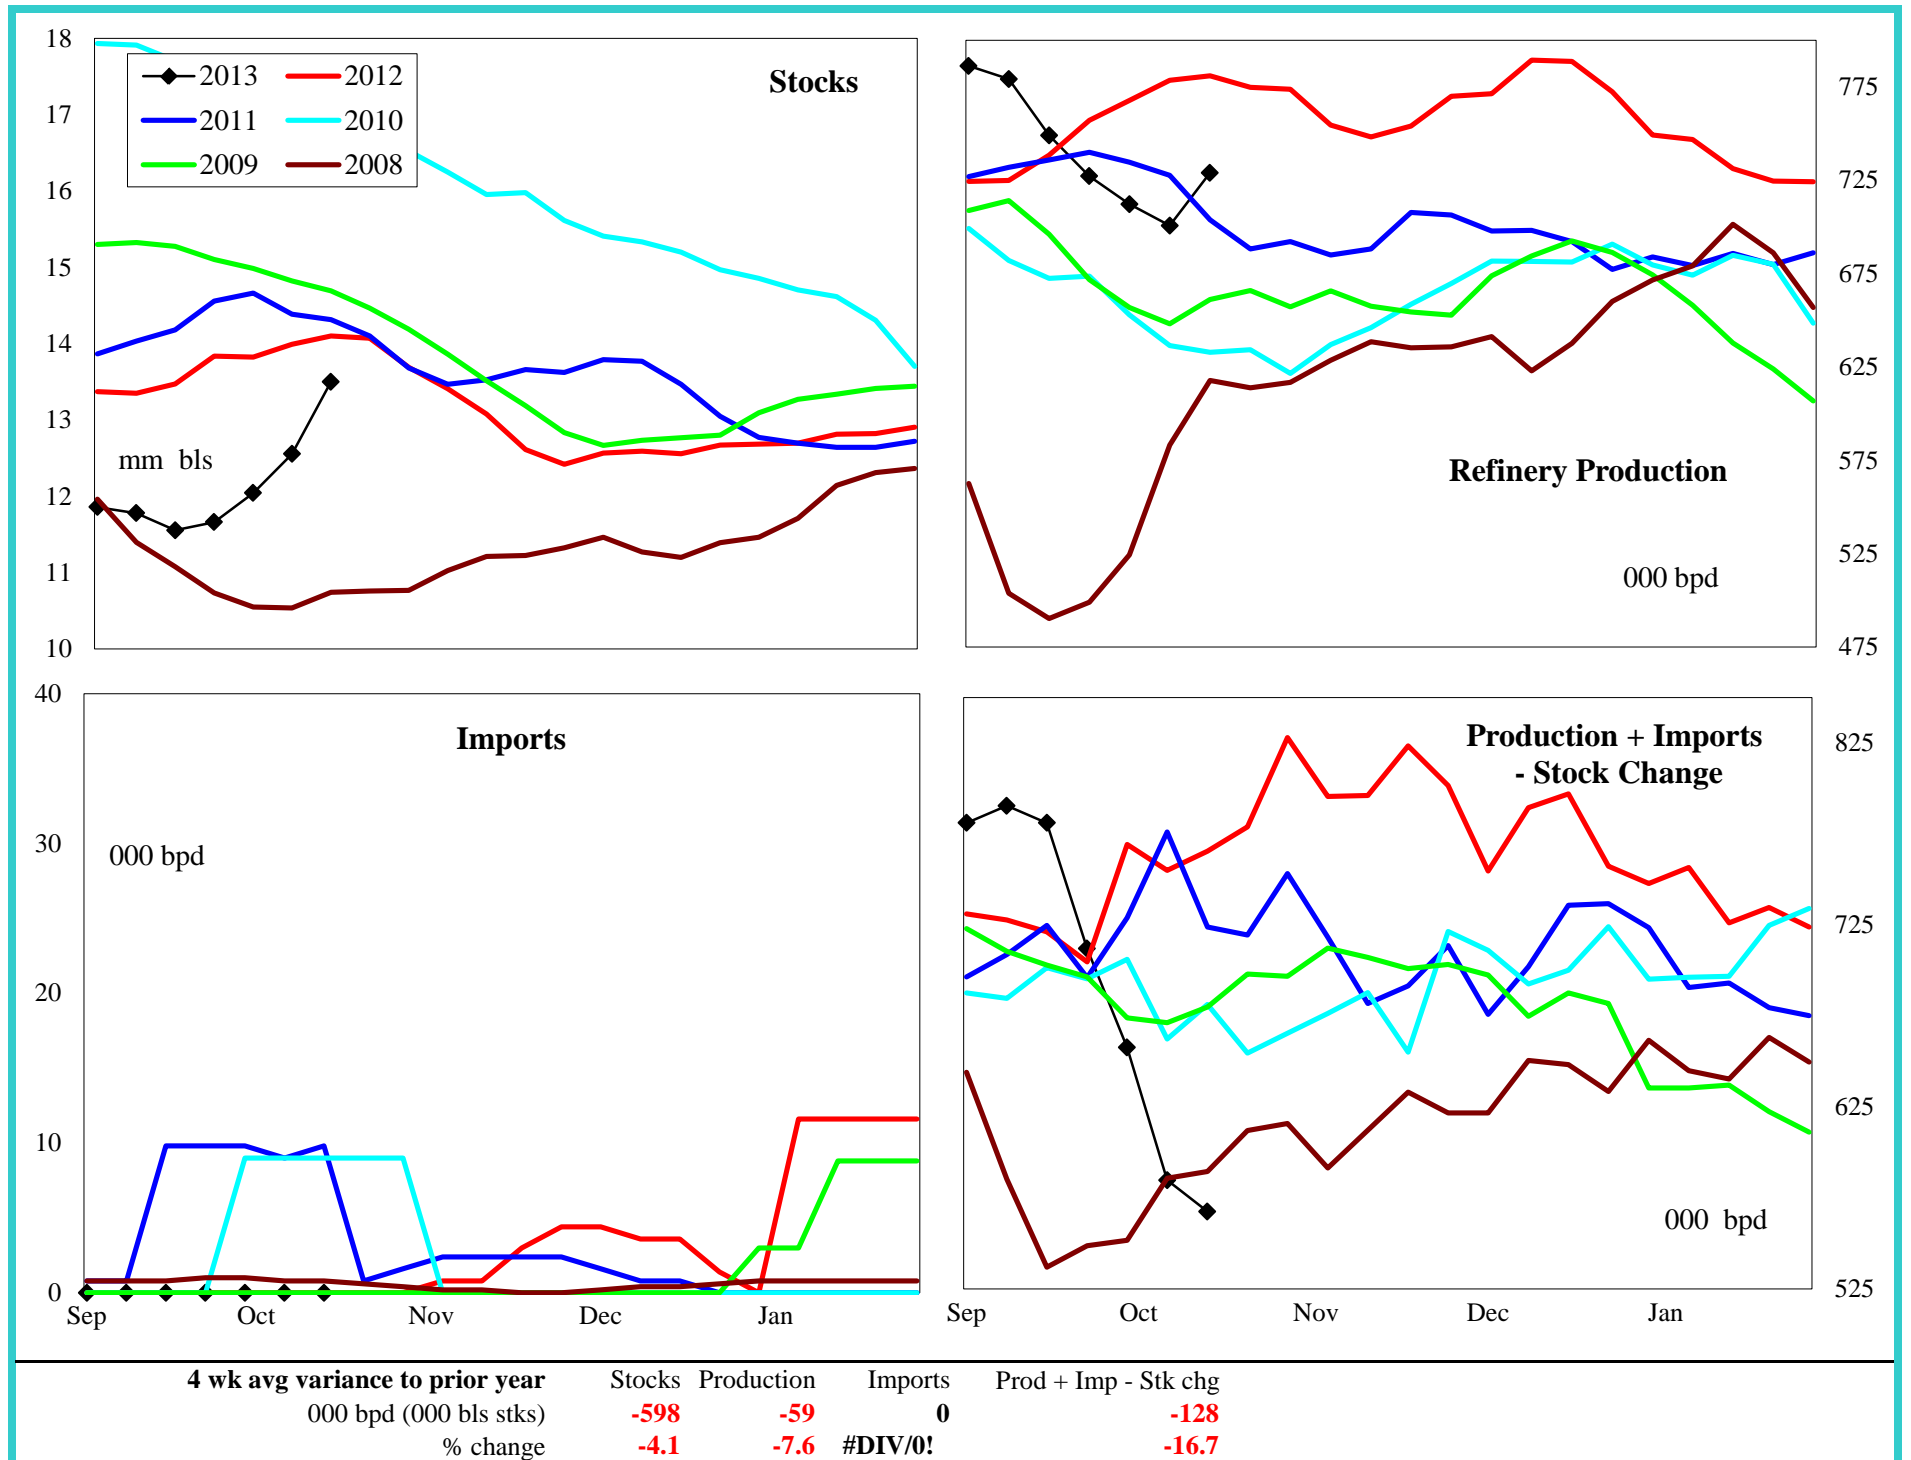 Stocks
2013 2012
2011 2010
2009 2008
mm bls
18
17
16
15
14
13
12
11
10
Refinery Production
000 bpd
775
725
675
625
575
525
475
Imports
000 bpd
40
30
20
10
0
Sep Oct Nov Dec Jan
Production + Imports
- Stock Change
000 bpd
825
725
625
525
Sep Oct Nov Dec Jan
4 wk avg variance to prior year Stocks Production Imports Prod + Imp - Stk chg
000 bpd (000 bls stks) -598 -59 0 -128
% change -4.1 -7.6 #DIV/0! -16.7